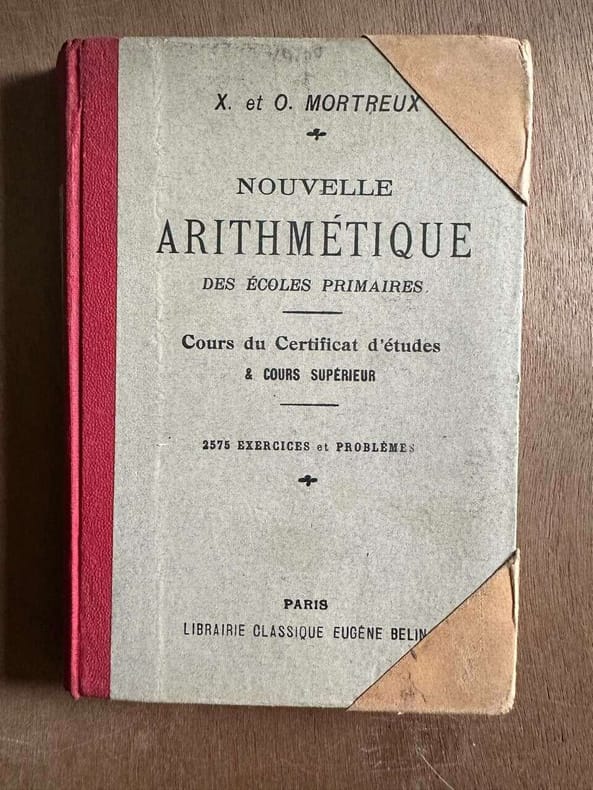 X. et O. MORTREUX
NOUVELLE
ARITHMÉTIQUE
DES ÉCOLES PRIMAIRES
Cours du Certificat d'études
& COURS SUPÉRIEUR
2575 EXERCICES et PROBLÈMES
PARIS
LIBRAIRIE CLASSIQUE EUGÈNE BELIN